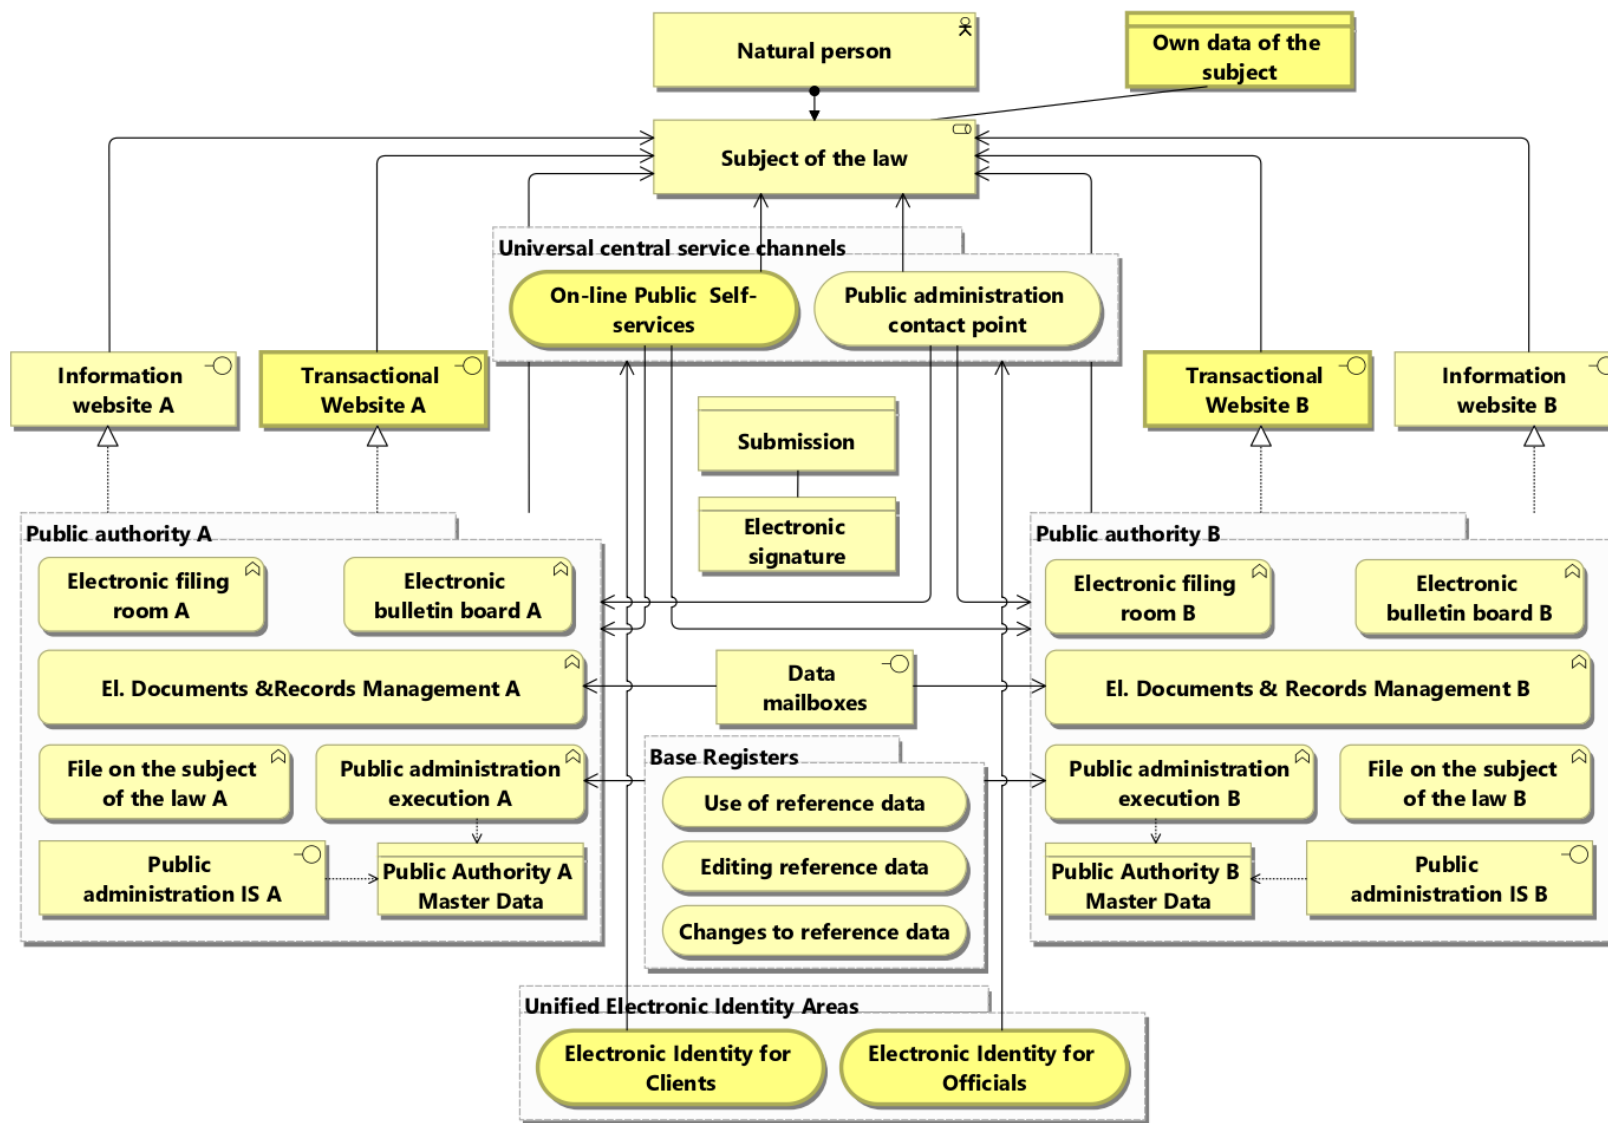 Natural person
Own data of the
subject
Subject of the law
Universal central service channels
On-line Public  Self-
services
Public administration
contact point
Information
website A
Transactional
Website A
Transactional
Website B
Information
website B
Submission
Electronic
signature
Public authority A
Electronic filing
room A
Electronic
bulletin board A
El. Documents &Records Management A
File on the subject
of the law A
Public administration
execution A
Public
administration IS A
Public Authority A
Master Data
Data
mailboxes
Base Registers
Use of reference data
Editing reference data
Changes to reference data
Public authority B
Electronic filing
room B
Electronic
bulletin board B
El. Documents & Records Management B
Public administration
execution B
File on the subject
of the law B
Public Authority B
Master Data
Public
administration IS B
Unified Electronic Identity Areas
Electronic Identity for
Clients
Electronic Identity for
Officials